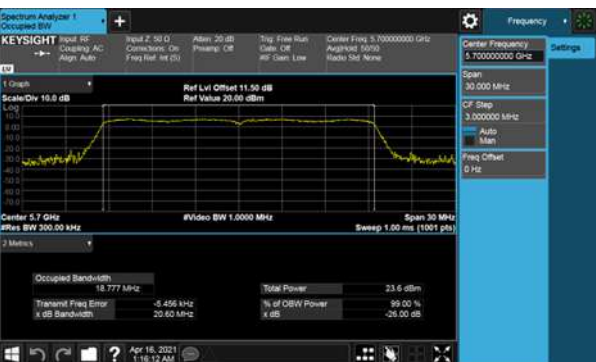 Spectrum Analyzer 1
Occupied BW
+
Frequency
KEYSIGHT Input: RF
Coupling: AC
Align: Auto
Input Z: 50 Ω
Corrections: On
Freq Ref: Int (S)
Atten: 20 dB
Preamp: Off
Trig: Free Run
Gate: Off
#IF Gain: Low
Center Freq: 5.700000000 GHz
Avg|Hold: 50/50
Radio Std: None
Center Frequency
5.700000000 GHz
Settings
Span
30.000 MHz
CF Step
3.000000 MHz
Auto
Man
Freq Offset
0 Hz
1 Graph
Scale/Div 10.0 dB
Ref Lvl Offset 11.50 dB
Ref Value 20.00 dBm
Log
10.0
0.00
-10.0
-20.0
-30.0
-40.0
-50.0
-60.0
-70.0
Center 5.7 GHz
#Res BW 300.00 kHz
#Video BW 1.0000 MHz
Span 30 MHz
Sweep 1.00 ms (1001 pts)
2 Metrics
Occupied Bandwidth
18.777 MHz
Total Power 23.6 dBm
Transmit Freq Error -5.456 kHz
% of OBW Power 99.00 %
x dB Bandwidth 20.60 MHz
x dB -26.00 dB
?
Apr 16, 2021
1:16:12 AM